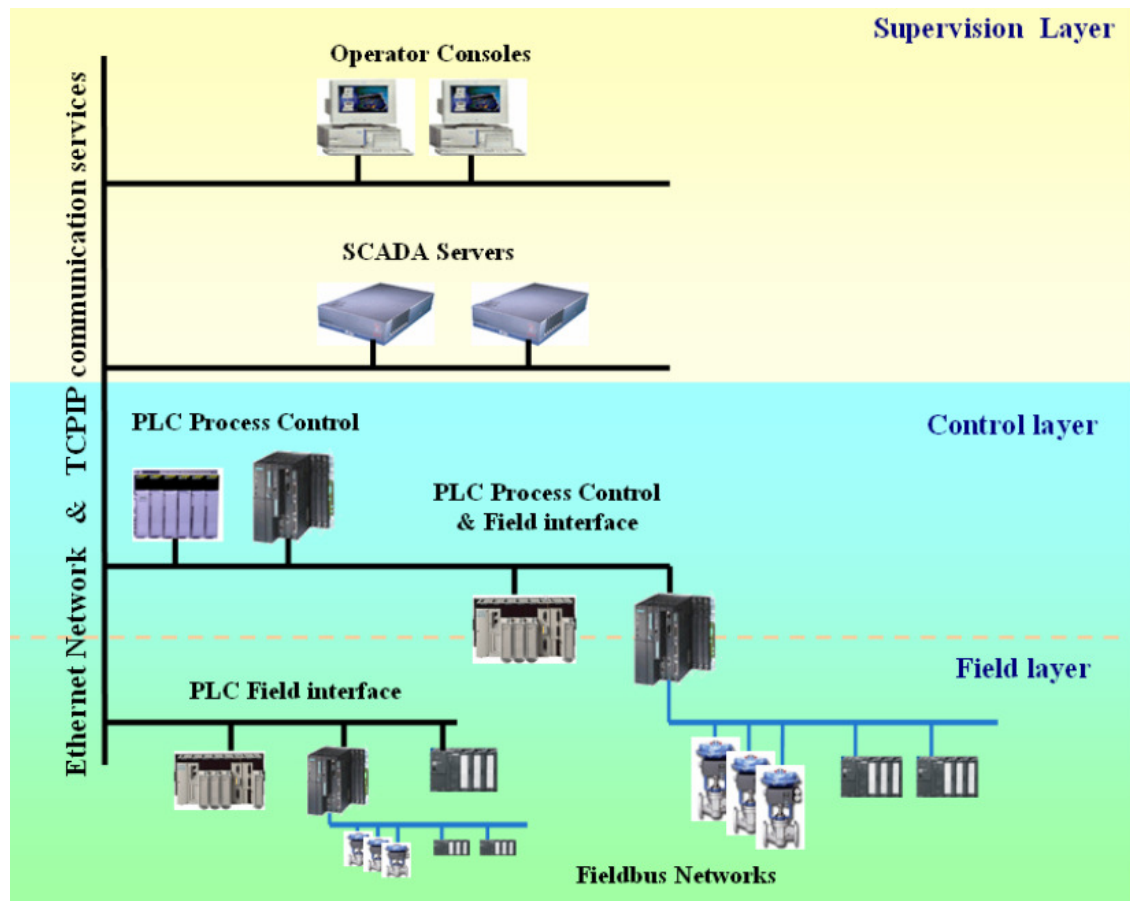 Supervision Layer
Operator Consoles
SCADA Servers
Ethernet Network & TCPIP communication services
PLC Process Control
Control layer
PLC Process Control
& Field interface
Field layer
PLC Field interface
Fieldbus Networks